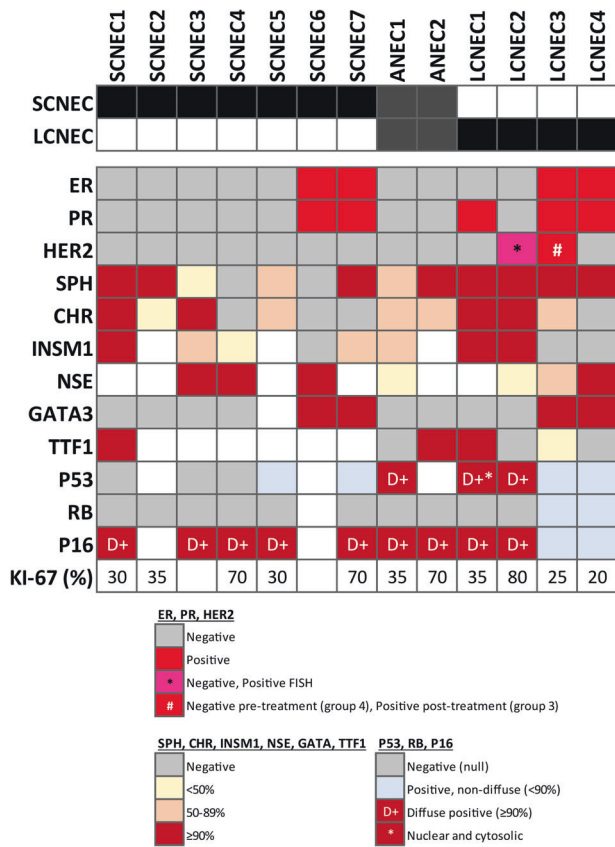 SCNEC1 SCNEC2 SCNEC3 SCNEC4 SCNEC5 SCNEC6 SCNEC7 ANEC1 ANEC2 LCNEC1 LCNEC2 LCNEC3 LCNEC4
SCNEC
LCNEC
ER
PR
HER2 * #
SPH
CHR
INSM1
NSE
GATA3
TTF1
P53 D+ D+* D+
RB
P16 D+ D+ D+ D+ D+ D+ D+ D+ D+
KI-67 (%) 30 35 70 30 70 35 70 35 80 25 20
ER, PR, HER2
Negative
Positive
* Negative, Positive FISH
# Negative pre-treatment (group 4), Positive post-treatment (group 3)
SPH, CHR, INSM1, NSE, GATA, TTF1
Negative
<50%
50-89%
≥90%
P53, RB, P16
Negative (null)
Positive, non-diffuse (<90%)
D+ Diffuse positive (≥90%)
* Nuclear and cytosolic